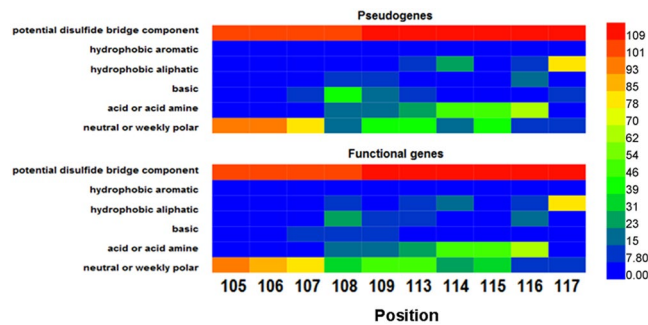 Pseudogenes
potential disulfide bridge component
hydrophobic aromatic
hydrophobic aliphatic
basic
acid or acid amine
neutral or weekly polar
Functional genes
potential disulfide bridge component
hydrophobic aromatic
hydrophobic aliphatic
basic
acid or acid amine
neutral or weekly polar
105 106 107 108 109 113 114 115 116 117
Position
109
101
93
85
78
70
62
54
46
39
31
23
15
7.80
0.00